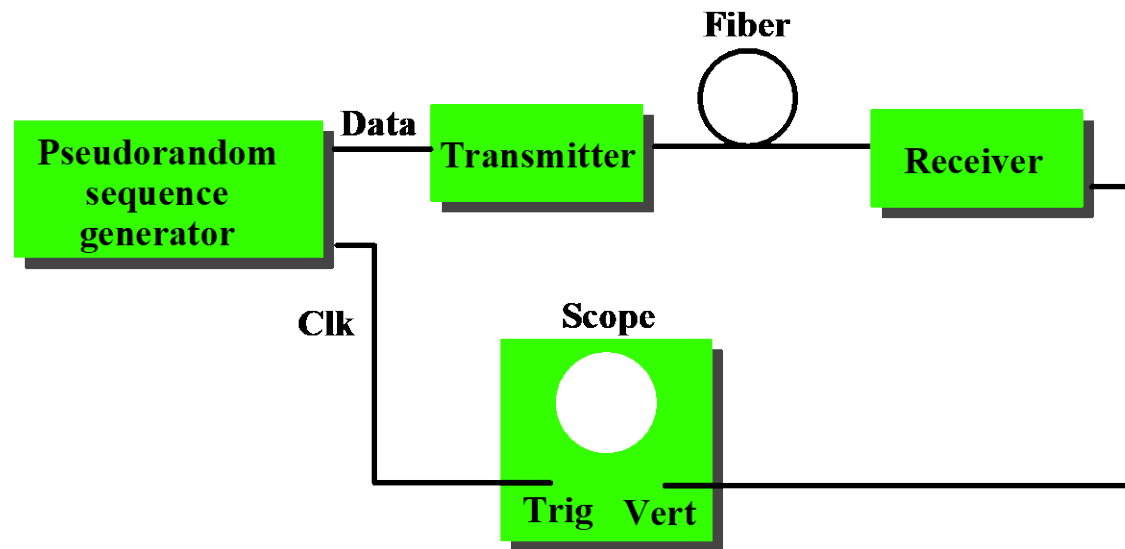 Fiber
Data
Pseudorandom
sequence
generator
Transmitter
Receiver
Clk
Scope
Trig
Vert